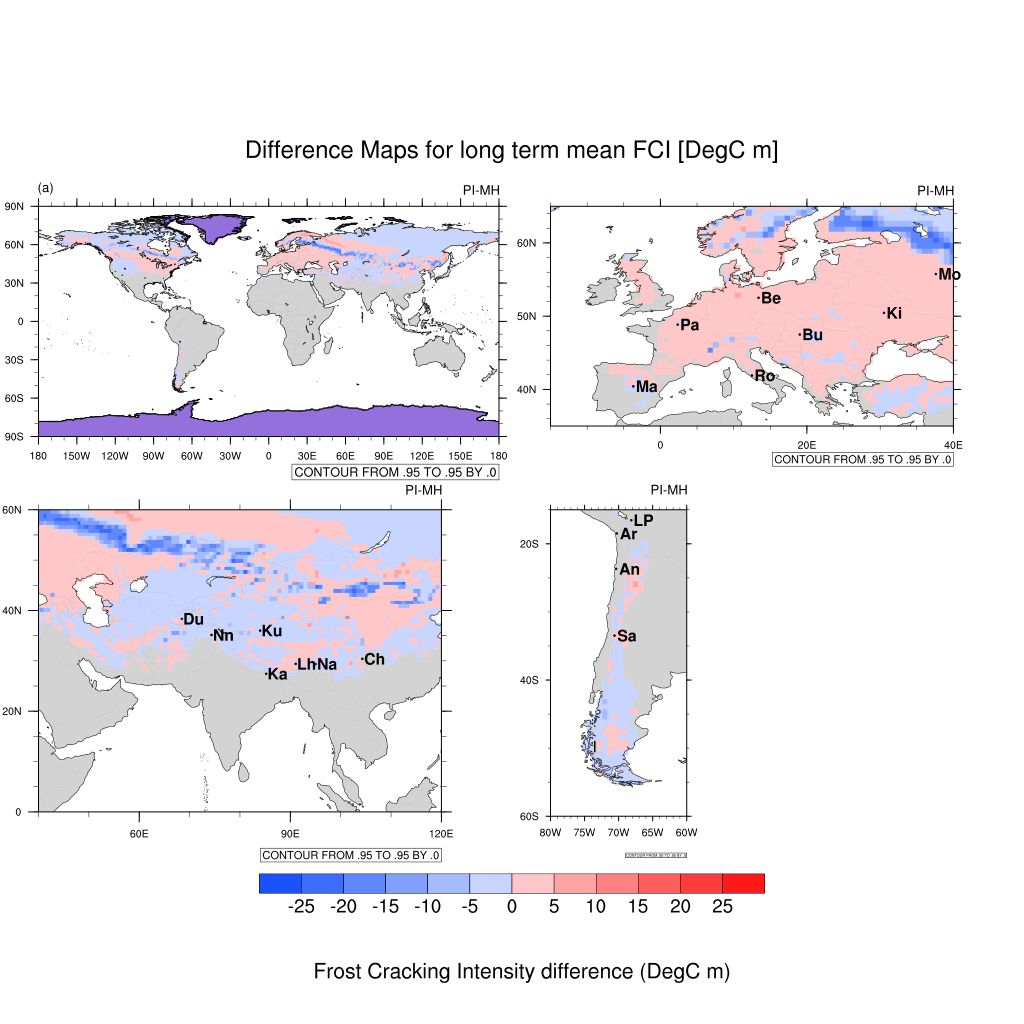 Difference Maps for long term mean FCI [DegC m]
(a)
PI-MH
PI-MH
90N
60N
30N
0
30S
60S
90S
180 150W 120W 90W 60W 30W 0 30E 60E 90E 120E 150E 180
CONTOUR FROM .95 TO .95 BY .0
60N
50N
40N
Mo
Be
Ki
Pa
Bu
Ro
Ma
0 20E 40E
CONTOUR FROM .95 TO .95 BY .0
PI-MH
PI-MH
60N
40N
20N
0
Du
Nn
Ku
LhNa
Ch
Ka
60E 90E 120E
CONTOUR FROM .95 TO .95 BY .0
20S
40S
60S
LP
Ar
An
Sa
80W 75W 70W 65W 60W
-25 -20 -15 -10 -5 0 5 10 15 20 25
Frost Cracking Intensity difference (DegC m)